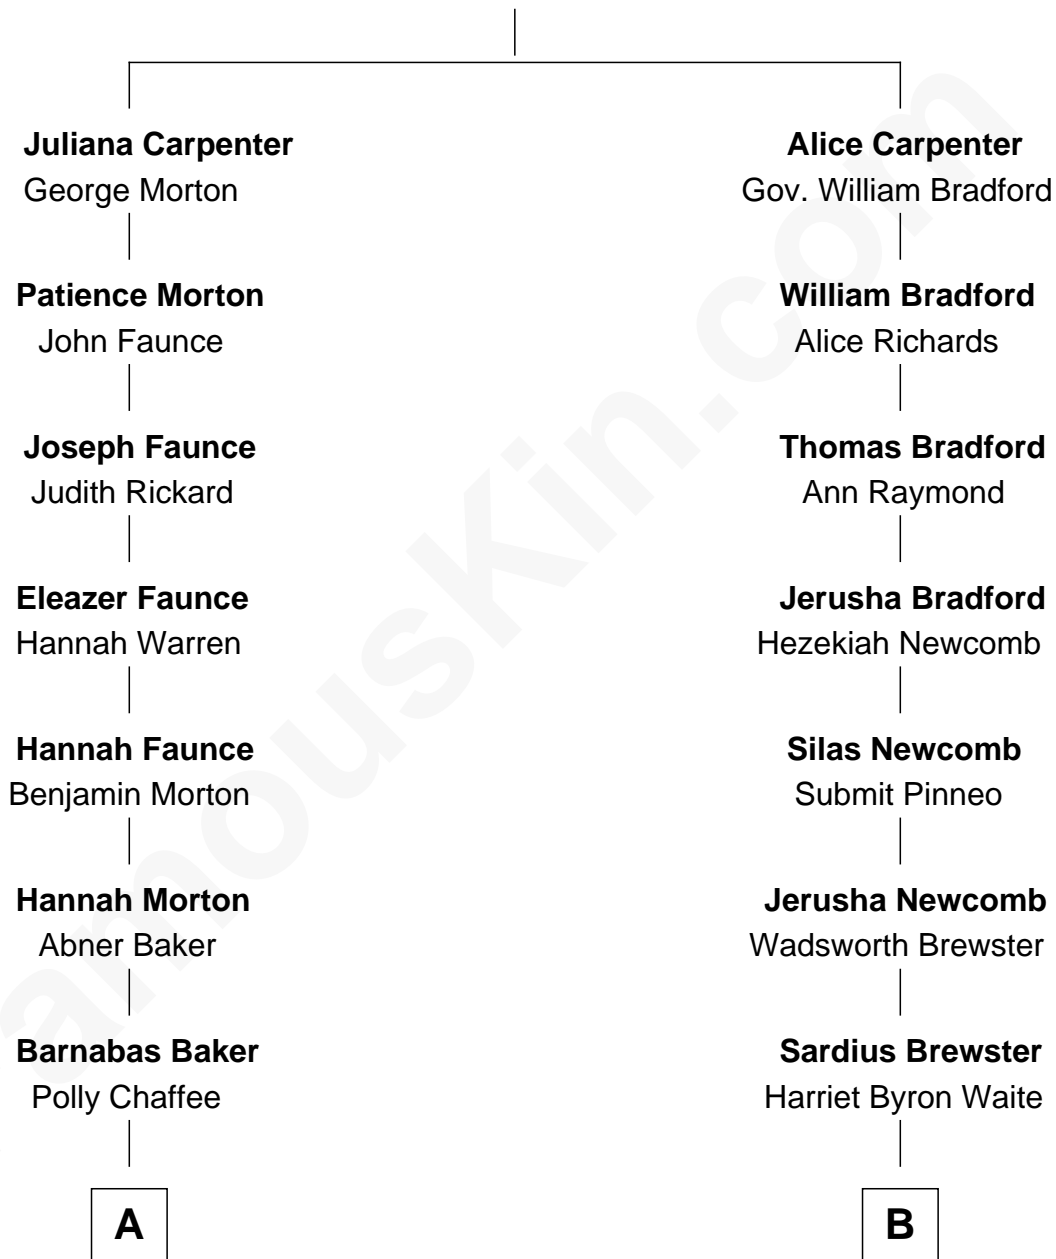 Juliana Carpenter
George Morton
Patience Morton
John Faunce
Joseph Faunce
Judith Rickard
Eleazer Faunce
Hannah Warren
Hannah Faunce
Benjamin Morton
Hannah Morton
Abner Baker
Barnabas Baker
Polly Chaffee
A
Alice Carpenter
Gov. William Bradford
William Bradford
Alice Richards
Thomas Bradford
Ann Raymond
Jerusha Bradford
Hezekiah Newcomb
Silas Newcomb
Submit Pinneo
Jerusha Newcomb
Wadsworth Brewster
Sardius Brewster
Harriet Byron Waite
B
amousKin.com